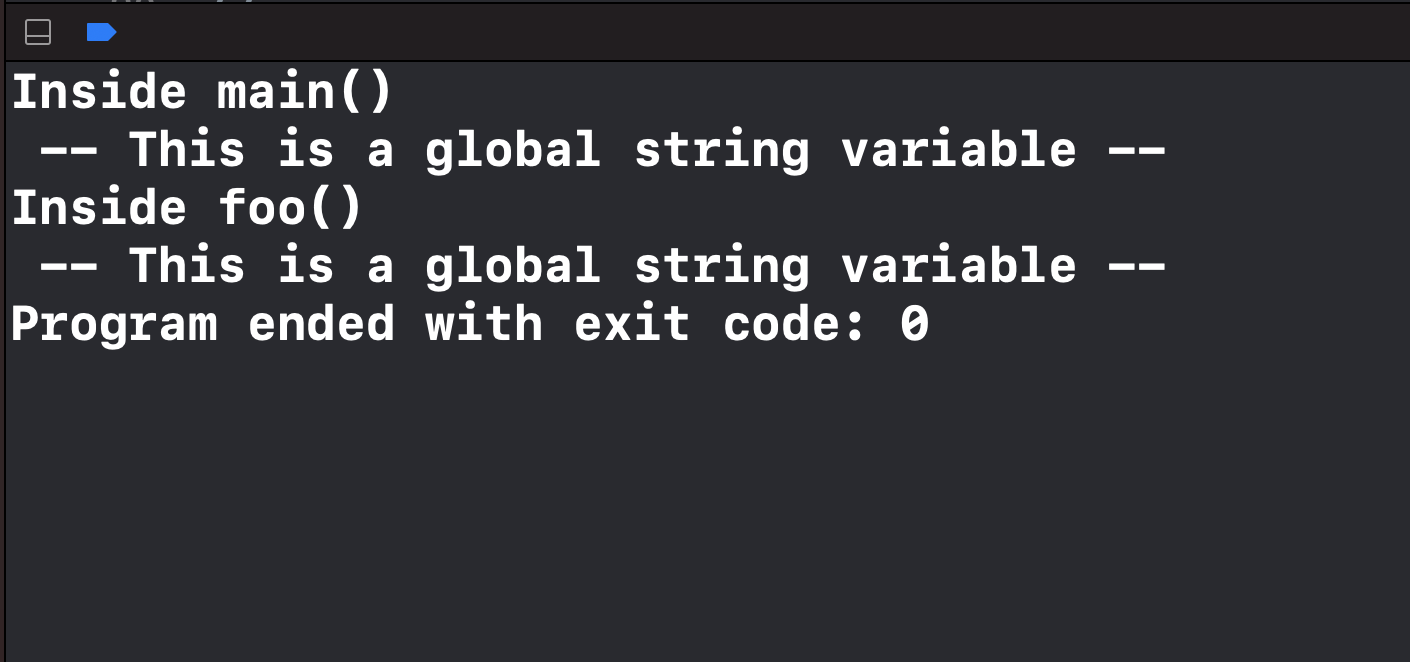 Inside main()
 -- This is a global string variable --
Inside foo()
 -- This is a global string variable --
Program ended with exit code: 0